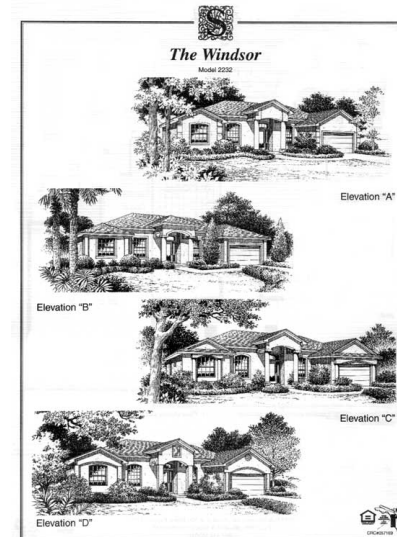 S
The Windsor
Model 2232
Elevation "A"
Elevation "B"
Elevation "C"
Elevation "D"